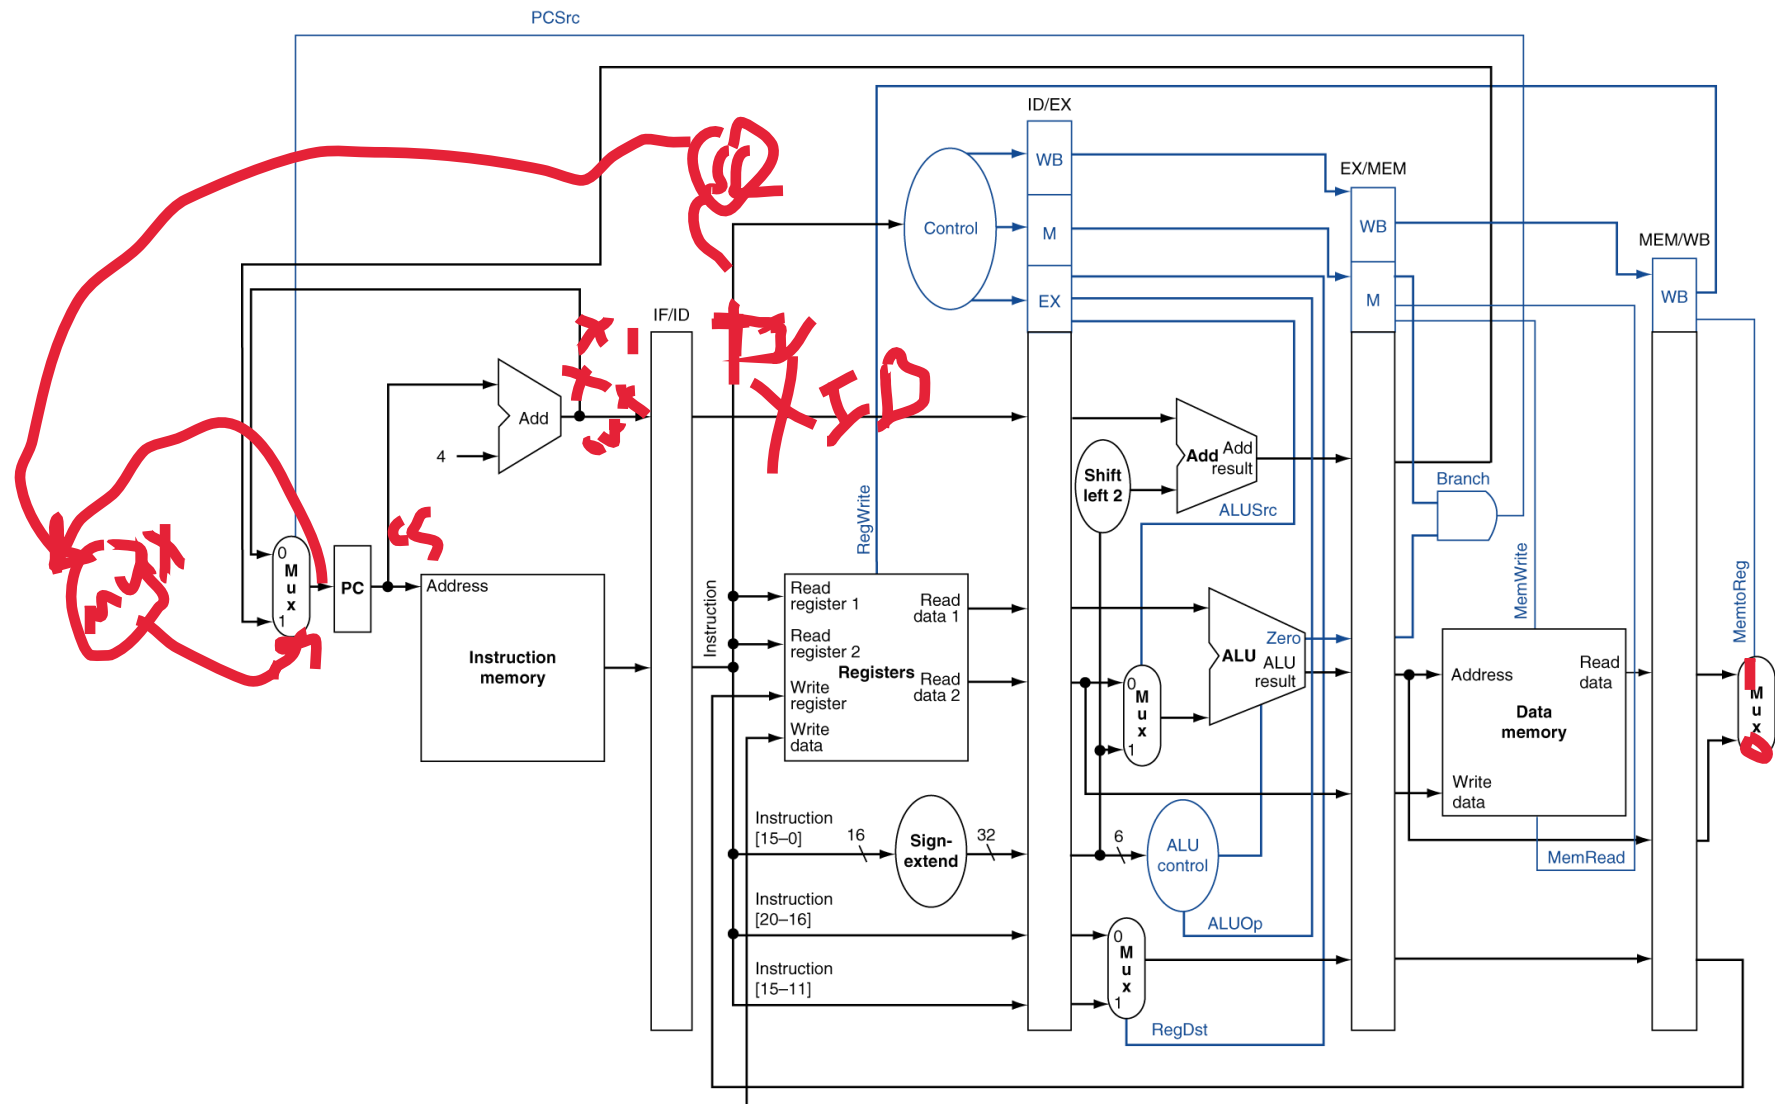 PCSrc
ID/EX
WB
EX/MEM
Control
M
WB
MEM/WB
EX
M
WB
IF/ID
Add
4
Add Add
result
Shift
left 2
ALUSrc
Branch
RegWrite
MemWrite
MemtoReg
0
M
u
x
1
PC
Address
Instruction
memory
Instruction
Read
register 1
Read
register 2
Write
register
Write
data
Registers
Read
data 1
Read
data 2
0
M
u
x
1
ALU
Zero
ALU
result
Address
Read
data
Data
memory
Write
data
1
M
u
x
0
mux
Instruction
[15–0]
16
Sign-
extend
32
6
ALU
control
MemRead
Instruction
[20–16]
ALUOp
Instruction
[15–11]
0
M
u
x
1
RegDst
ID